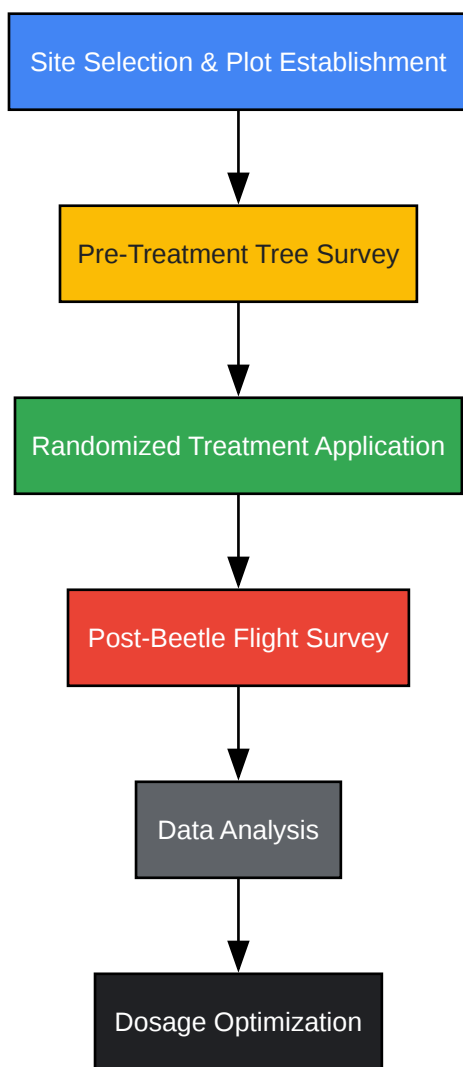 Site Selection & Plot Establishment
Pre-Treatment Tree Survey
Randomized Treatment Application
Post-Beetle Flight Survey
Data Analysis
Dosage Optimization